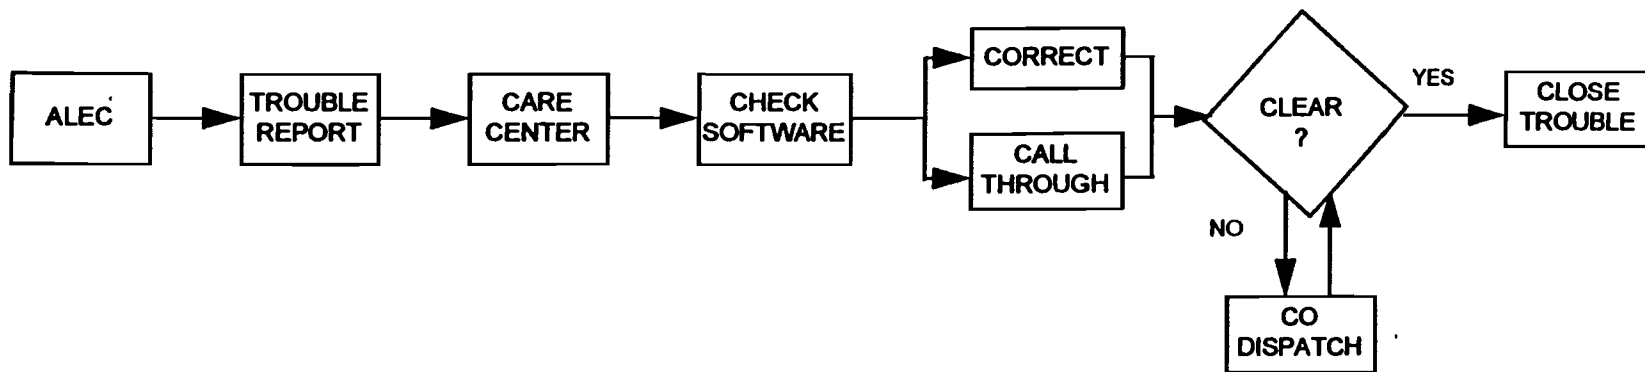 ALEC
TROUBLE
REPORT
CARE
CENTER
CHECK
SOFTWARE
CORRECT
CALL
THROUGH
CLEAR
?
YES
CLOSE
TROUBLE
NO
CO
DISPATCH